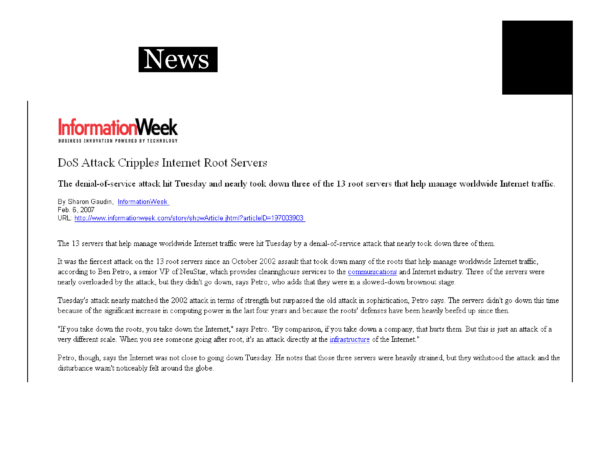 News
InformationWeek
BUSINESS INNOVATION POWERED BY TECHNOLOGY
DoS Attack Cripples Internet Root Servers
The denial-of-service attack hit Tuesday and nearly took down three of the 13 root servers that help manage worldwide Internet traffic.
By Sharon Gaudin, InformationWeek
Feb. 6, 2007
URL: http://www.informationweek.com/story/showArticle.jhtml?articleID=197003903
The 13 servers that help manage worldwide Internet traffic were hit Tuesday by a denial-of-service attack that nearly took down three of them.
It was the fiercest attack on the 13 root servers since an October 2002 assault that took down many of the roots that help manage worldwide Internet traffic,
according to Ben Petro, a senior VP of NeuStar, which provides clearinghouse services to the communications and Internet industry. Three of the servers were
nearly overloaded by the attack, but they didn't go down, says Petro, who adds that they were in a slowed-down brownout stage.
Tuesday's attack nearly matched the 2002 attack in terms of strength but surpassed the old attack in sophistication, Petro says. The servers didn't go down this time
because of the significant increase in computing power in the last four years and because the roots' defenses have been heavily beefed up since then.
"If you take down the roots, you take down the Internet," says Petro. "By comparison, if you take down a company, that hurts them. But this is just an attack of a
very different scale. When you see someone going after root, it's an attack directly at the infrastructure of the Internet."
Petro, though, says the Internet was not close to going down Tuesday. He notes that those three servers were heavily strained, but they withstood the attack and the
disturbance wasn't noticeably felt around the globe.